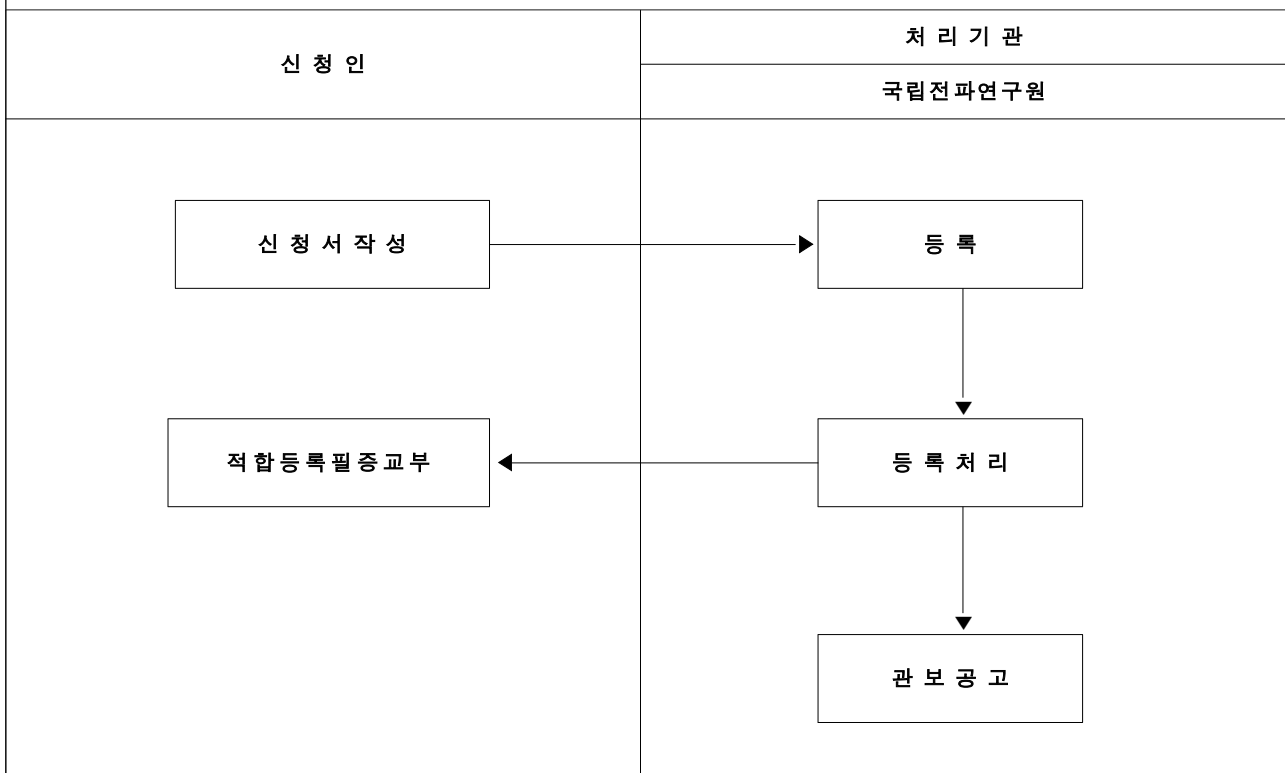 신 청 인
처 리 기 관
국립전파연구원
신 청 서 작 성
등 록
적합등록필증교부
등 록 처 리
관 보 공 고